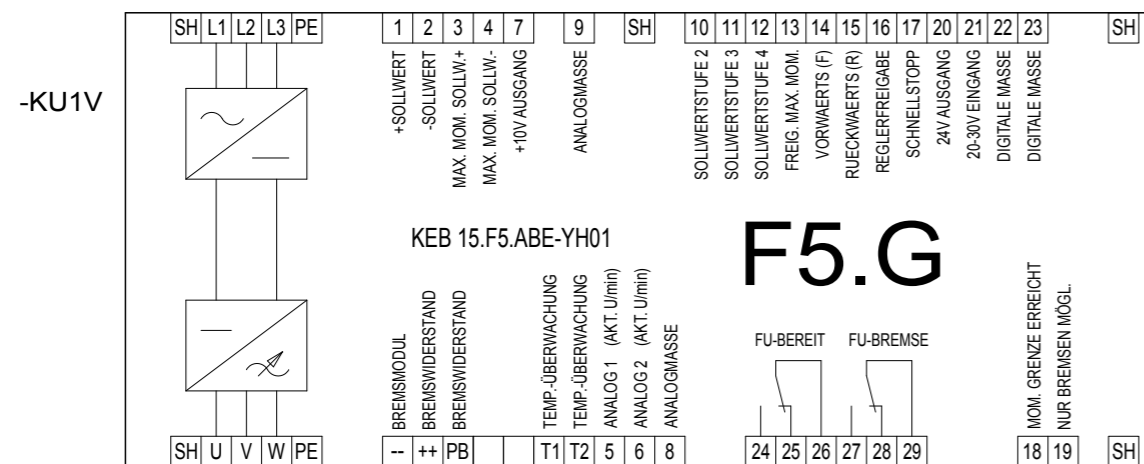 SH L1 L2 L3 PE 1 2 3 4 7 9 SH 10 11 12 13 14 15 16 17 20 21 22 23 SH
-KU1V
+SOLLWERT
-SOLLWERT
MAX. MOM. SOLLW.+
MAX. MOM. SOLLW.-
+10V AUSGANG
ANALOGMASSE
SOLLWERTSTUFE 2
SOLLWERTSTUFE 3
SOLLWERTSTUFE 4
FREIG. MAX. MOM.
VORWAERTS (F)
RUECKWAERTS (R)
REGLERFREIGABE
SCHNELLSTOPP
24V AUSGANG
20-30V EINGANG
DIGITALE MASSE
DIGITALE MASSE
KEB 15.F5.ABE-YH01
F5.G
BREMSMODUL
BREMSWIDERSTAND
BREMSWIDERSTAND
TEMP.-ÜBERWACHUNG
TEMP.-ÜBERWACHUNG
ANALOG 1 (AKT. U/min)
ANALOG 2 (AKT. U/min)
ANALOGMASSE
FU-BEREIT FU-BREMSE
MOM. GRENZE ERREICHT
NUR BREMSEN MÖGL.
SH U V W PE -- ++ PB T1 T2 5 6 8 24 25 26 27 28 29 18 19 SH